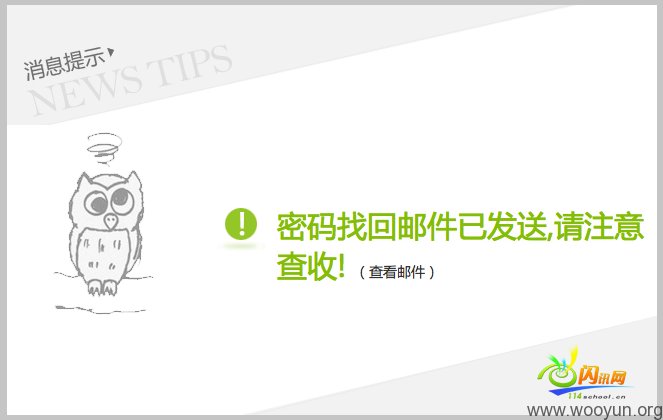 消息提示
NEWS TIPS
密码找回邮件已发送,请注意
查收! (查看邮件)
闪讯网
114school.cn
www.wooyun.org